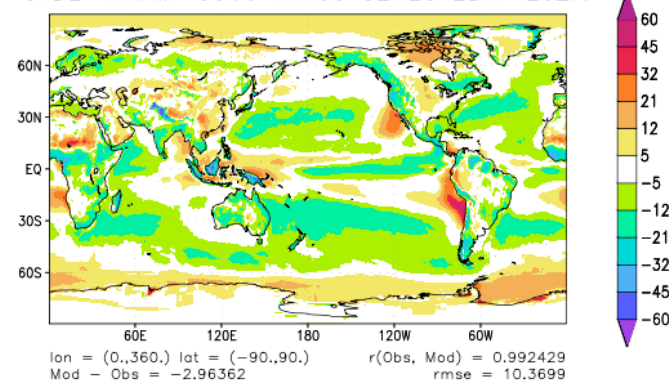 60N
30N
EQ
30S
60S
60E 120E 180 120W 60W
60
45
32
21
12
5
−5
−12
−21
−32
−45
−60
lon = (0.,360.) lat = (−90.,90.) r(Obs, Mod) = 0.992429
Mod − Obs = −2.96362 rmse = 10.3699